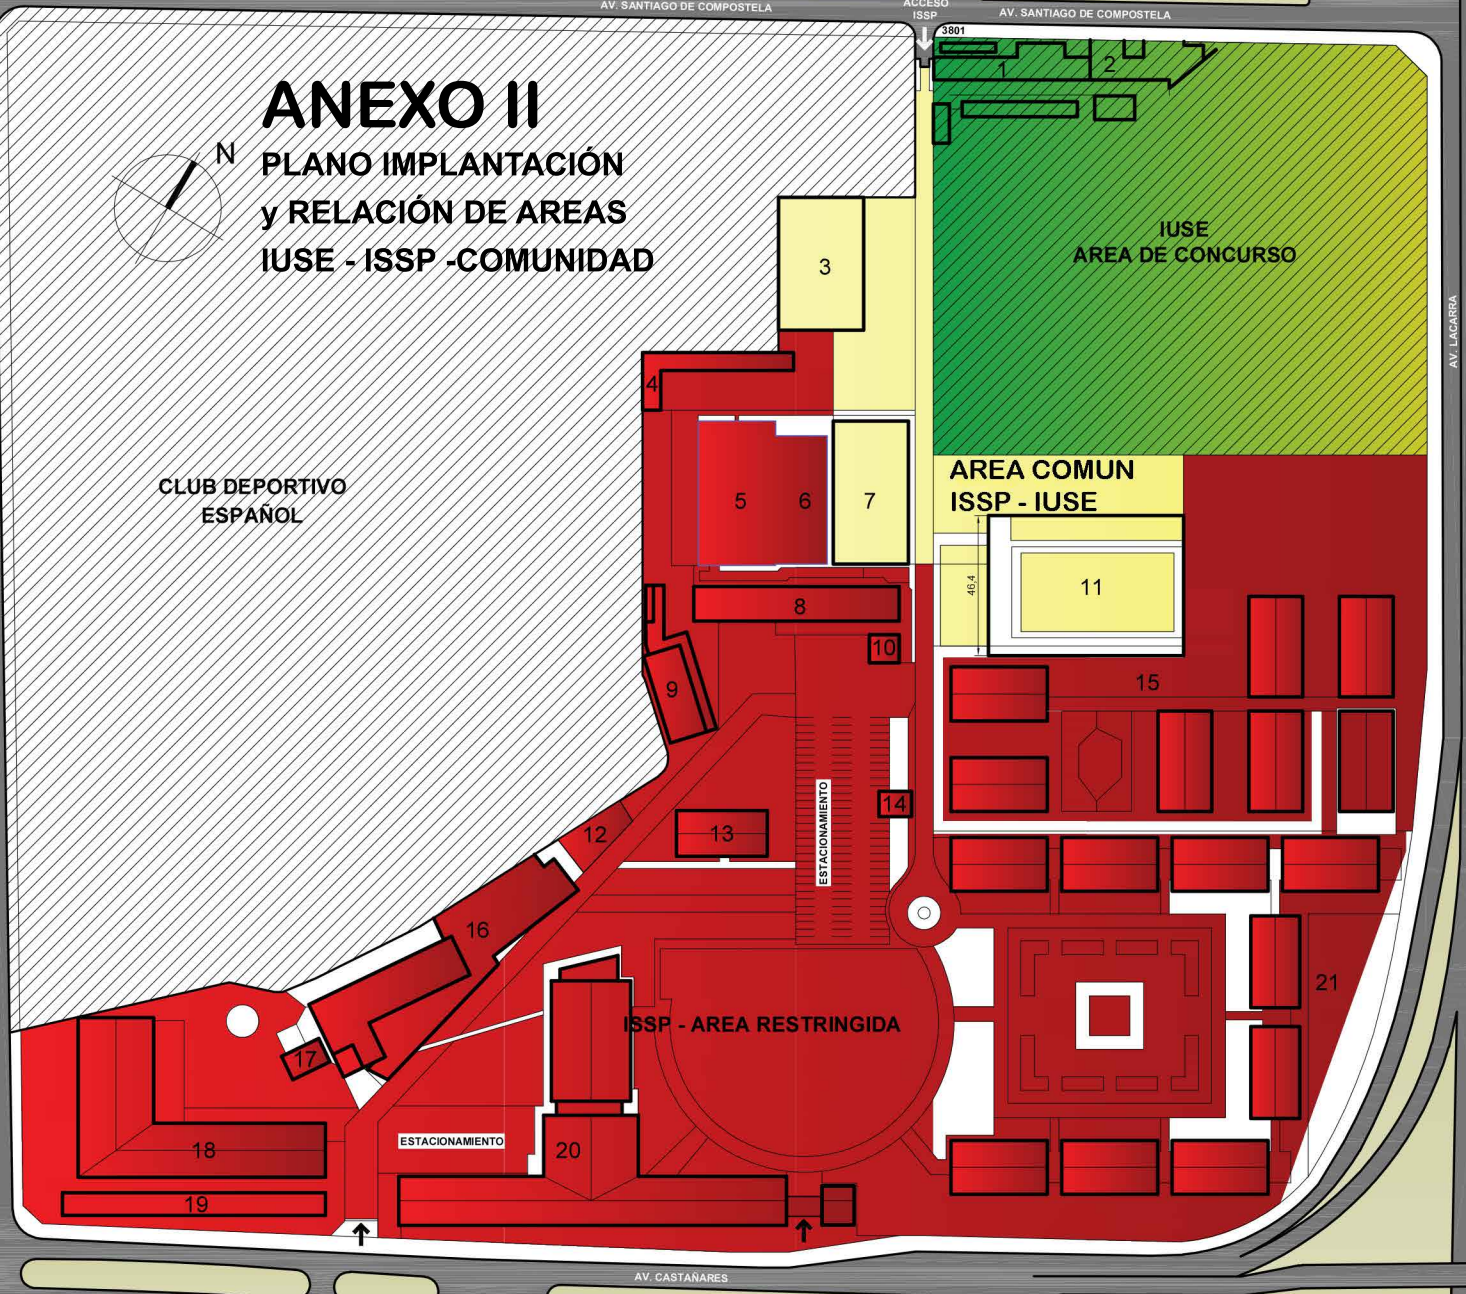 AV. SANTIAGO DE COMPOSTELA
ACCESO
ISSP
AV. SANTIAGO DE COMPOSTELA
3801
1
2
ANEXO II
N
PLANO IMPLANTACIÓN
y RELACIÓN DE AREAS
IUSE - ISSP -COMUNIDAD
IUSE
AREA DE CONCURSO
3
AV. LACARRA
4
AREA COMUN
ISSP - IUSE
CLUB DEPORTIVO
ESPAÑOL
5
6
7
46,4
11
8
10
9
15
ESTACIONAMIENTO
14
12
13
16
21
ISSP - AREA RESTRINGIDA
17
ESTACIONAMIENTO
18
20
19
AV. CASTAÑARES